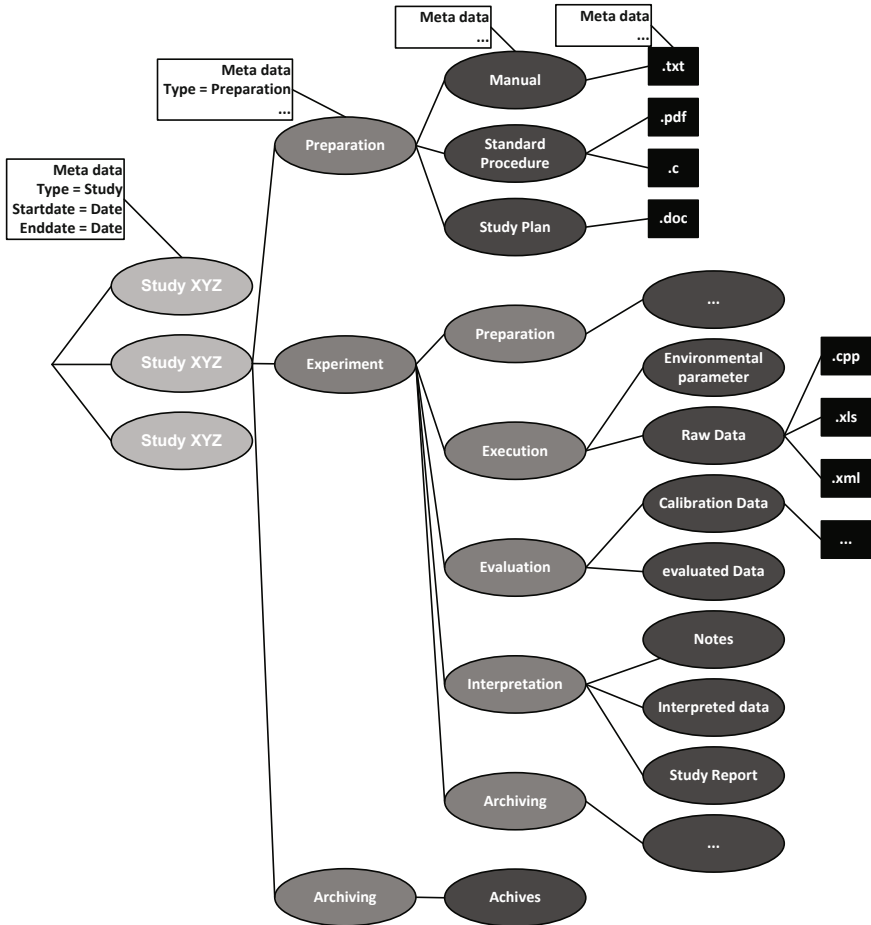 Meta data
...
Meta data
...
.txt
Manual
Meta data
Type = Preparation
...
.pdf
Preparation
Standard
Procedure
.c
Meta data
Type = Study
Startdate = Date
Enddate = Date
Study Plan
.doc
Study XYZ
...
Preparation
Study XYZ
Experiment
Environmental
parameter
.cpp
Study XYZ
Execution
Raw Data
.xls
.xml
Calibration Data
...
Evaluation
evaluated Data
Notes
Interpretation
Interpreted data
Study Report
Archiving
...
Archiving
Achives